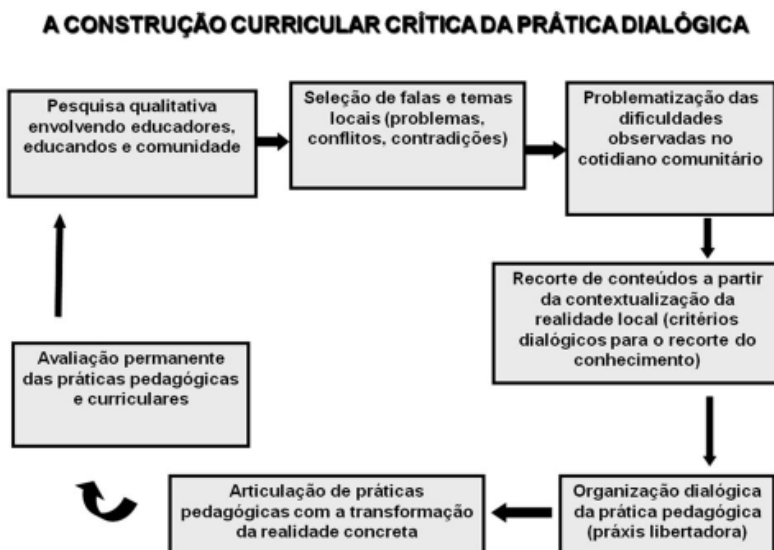 A CONSTRUÇÃO CURRICULAR CRÍTICA DA PRÁTICA DIALÓGICA
Pesquisa qualitativa
envolvendo educadores,
educandos e comunidade
Seleção de falas e temas
locais (problemas,
conflitos, contradições)
Problematização das
dificuldades
observadas no
cotidiano comunitário
Recorte de conteúdos a partir
da contextualização da
realidade local (critérios
dialógicos para o recorte do
conhecimento)
Organização dialógica
da prática pedagógica
(práxis libertadora)
Articulação de práticas
pedagógicas com a transformação
da realidade concreta
Avaliação permanente
das práticas pedagógicas
e curriculares